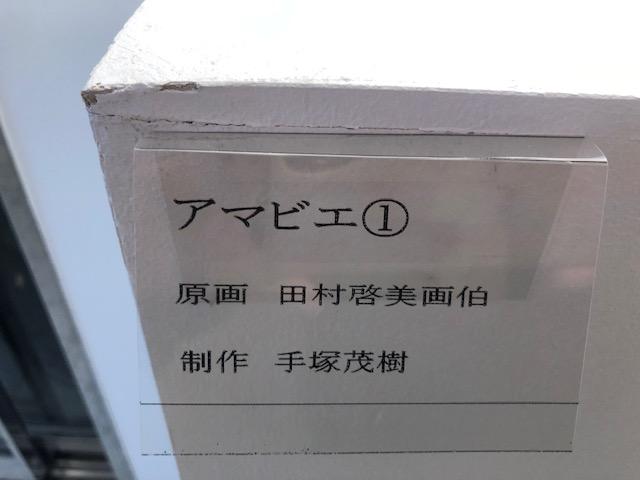 アマビエ①
原画　田村啓美画伯
制作　手塚茂樹